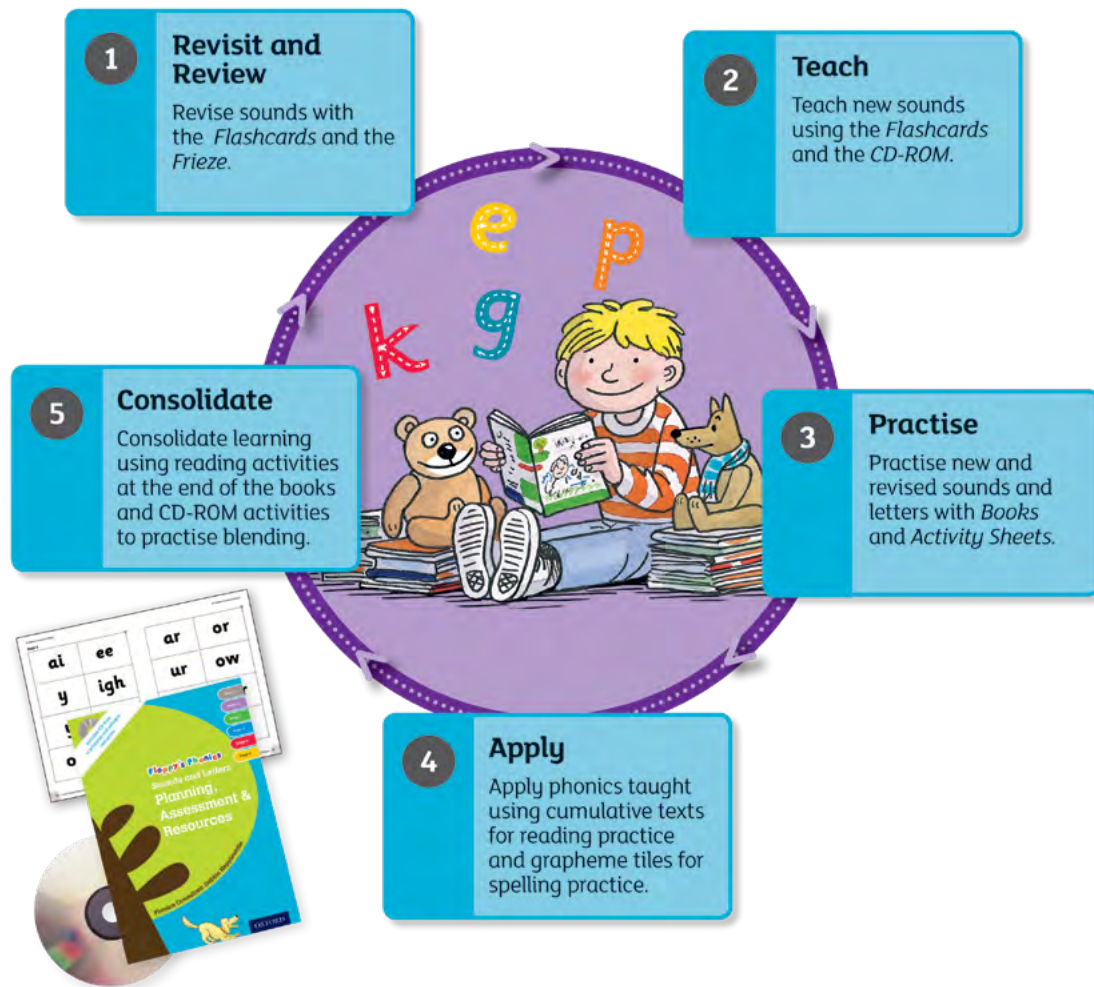 1
Revisit and
Review
Revise sounds with
the Flashcards and the
Frieze.
2
Teach
Teach new sounds
using the Flashcards
and the CD-ROM.
e
p
k
g
5
Consolidate
Consolidate learning
using reading activities
at the end of the books
and CD-ROM activities
to practise blending.
3
Practise
Practise new and
revised sounds and
letters with Books
and Activity Sheets.
4
Apply
Apply phonics taught
using cumulative texts
for reading practice
and grapheme tiles for
spelling practice.
ai ee ar or
y igh ur ow
o
Floppy's Phonics
Sounds and Letters
Planning,
Assessment &
Resources
OXFORD